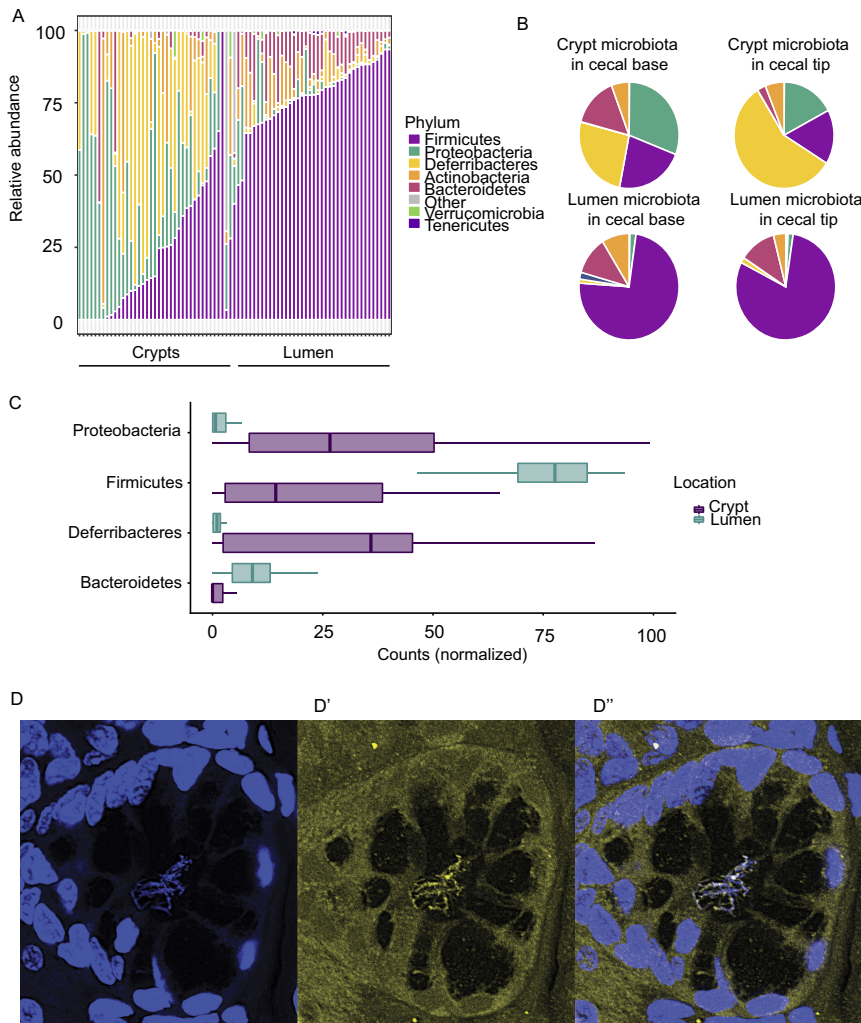 A
Relative abundance
100
75
50
25
0
Crypts
Lumen
Phylum
Firmicutes
Proteobacteria
Deferribacteres
Actinobacteria
Bacteroidetes
Other
Verrucomicrobia
Tenericutes
B
Crypt microbiota
in cecal base
Crypt microbiota
in cecal tip
Lumen microbiota
in cecal base
Lumen microbiota
in cecal tip
C
Proteobacteria
Firmicutes
Deferribacteres
Bacteroidetes
0
25
50
75
100
Counts (normalized)
Location
Crypt
Lumen
D
D'
D''